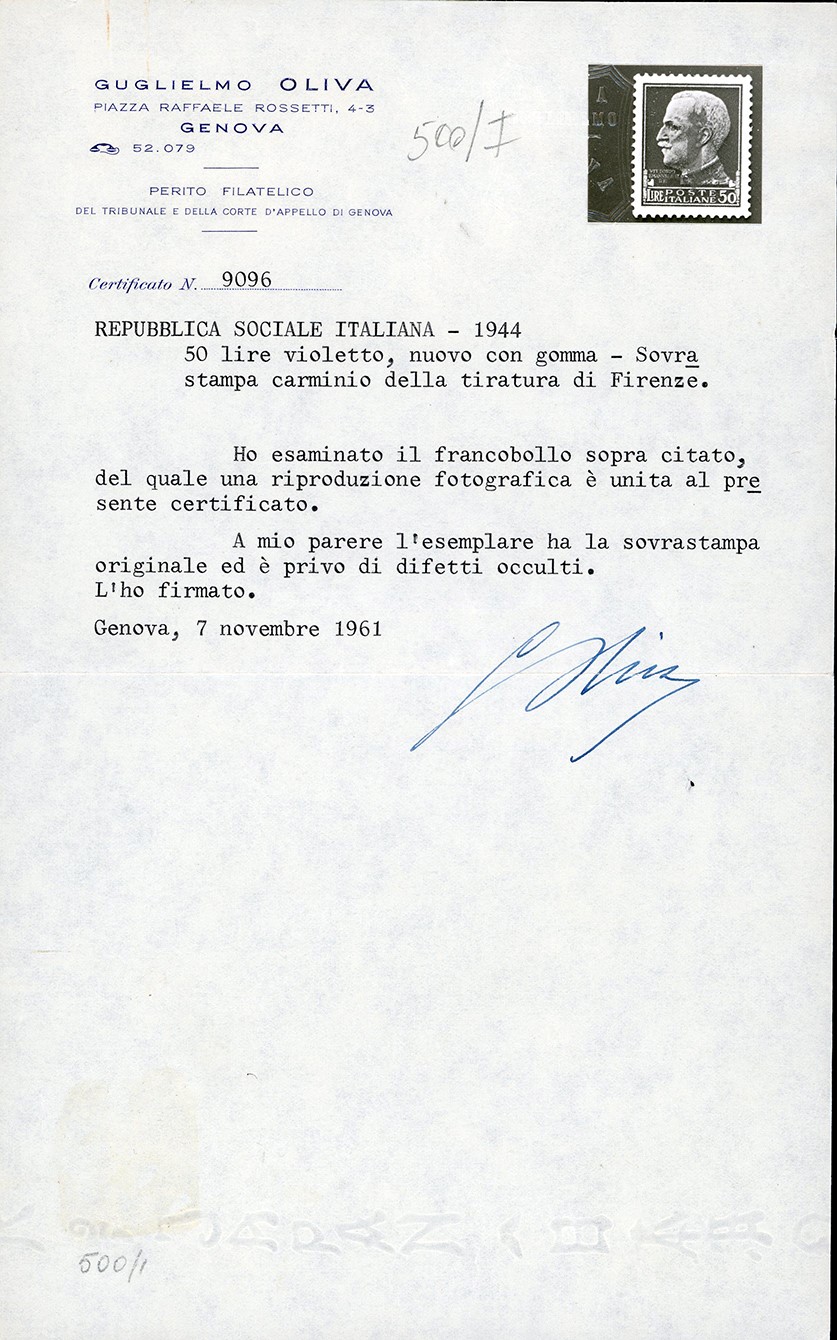 GUGLIELMO OLIVA
PIAZZA RAFFAELE ROSSETTI, 4-3
GENOVA
52.079
PERITO FILATELICO
DEL TRIBUNALE E DELLA CORTE D'APPELLO DI GENOVA
500/I
VITTORIO
LIRE POSTE ITALIANE 50
Certificato N. 9096
REPUBBLICA SOCIALE ITALIANA - 1944
50 lire violetto, nuovo con gomma - Sovra
stampa carminio della tiratura di Firenze.
Ho esaminato il francobollo sopra citato,
del quale una riproduzione fotografica è unita al pre
sente certificato.
A mio parere l'esemplare ha la sovrastampa
originale ed è privo di difetti occulti.
L'ho firmato.
Genova, 7 novembre 1961
G Oliva
500/1